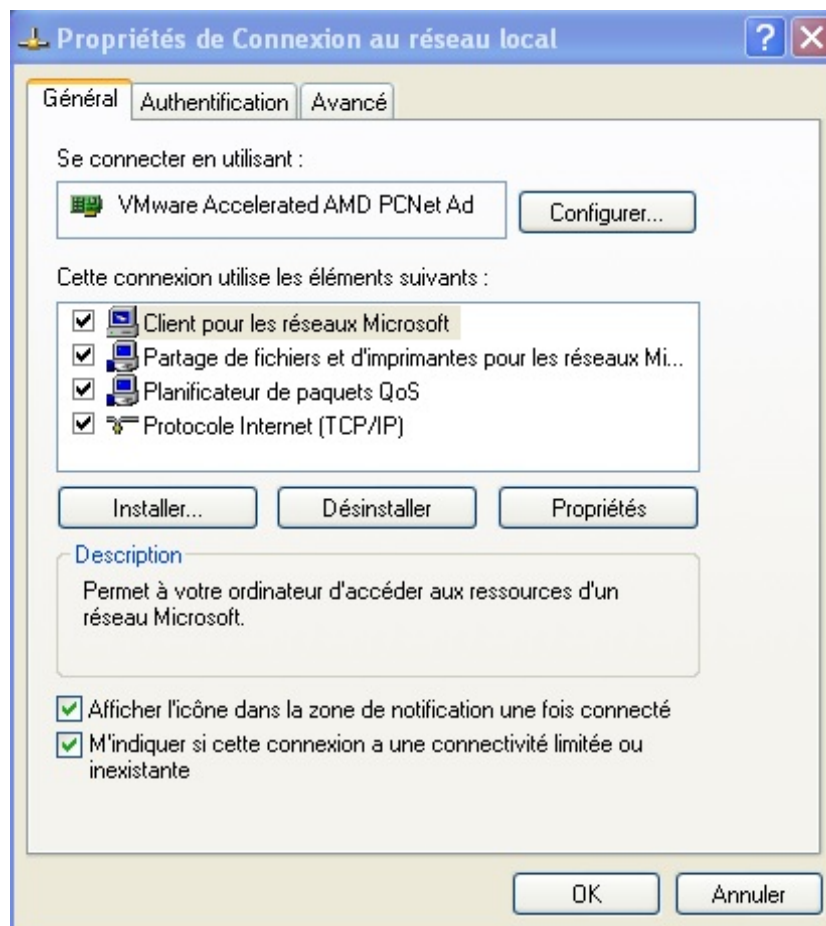 Propriétés de Connexion au réseau local
Général Authentification Avancé
Se connecter en utilisant :
VMware Accelerated AMD PCNet Ad
Configurer...
Cette connexion utilise les éléments suivants :
Client pour les réseaux Microsoft
Partage de fichiers et d'imprimantes pour les réseaux Mi...
Planificateur de paquets QoS
Protocole Internet (TCP/IP)
Installer... Désinstaller Propriétés
Description
Permet à votre ordinateur d'accéder aux ressources d'un
réseau Microsoft.
Afficher l'icône dans la zone de notification une fois connecté
M'indiquer si cette connexion a une connectivité limitée ou
inexistante
OK Annuler